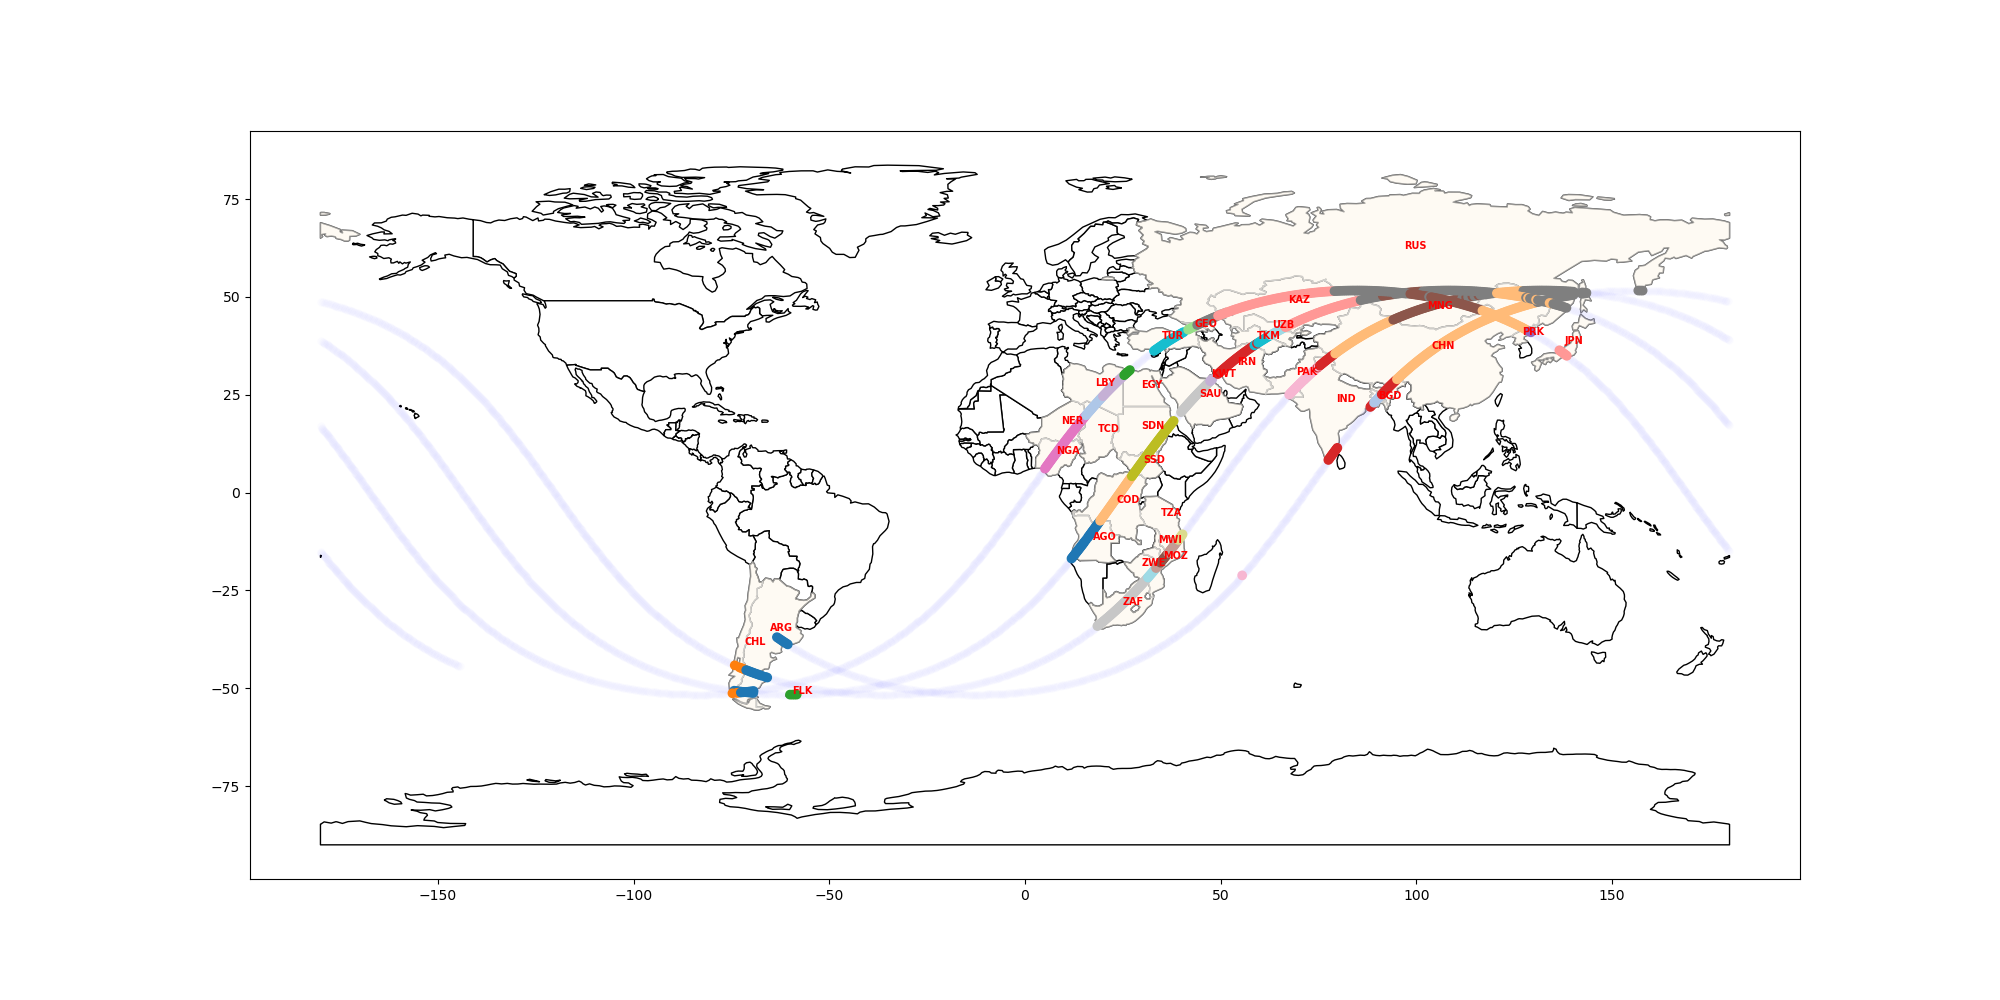 75
50
25
0
−25
−50
−75
−150
−100
−50
0
50
100
150
RUS
KAZ
MNG
GEO
UZB
TUR
TKM
PRK
JPN
CHN
IRN
PAK
KWT
LBY
EGY
SAU
IND
NER
TCD
SDN
NGA
SSD
COD
TZA
AGO
MWI
MOZ
ZWE
ZAF
ARG
CHL
FLK